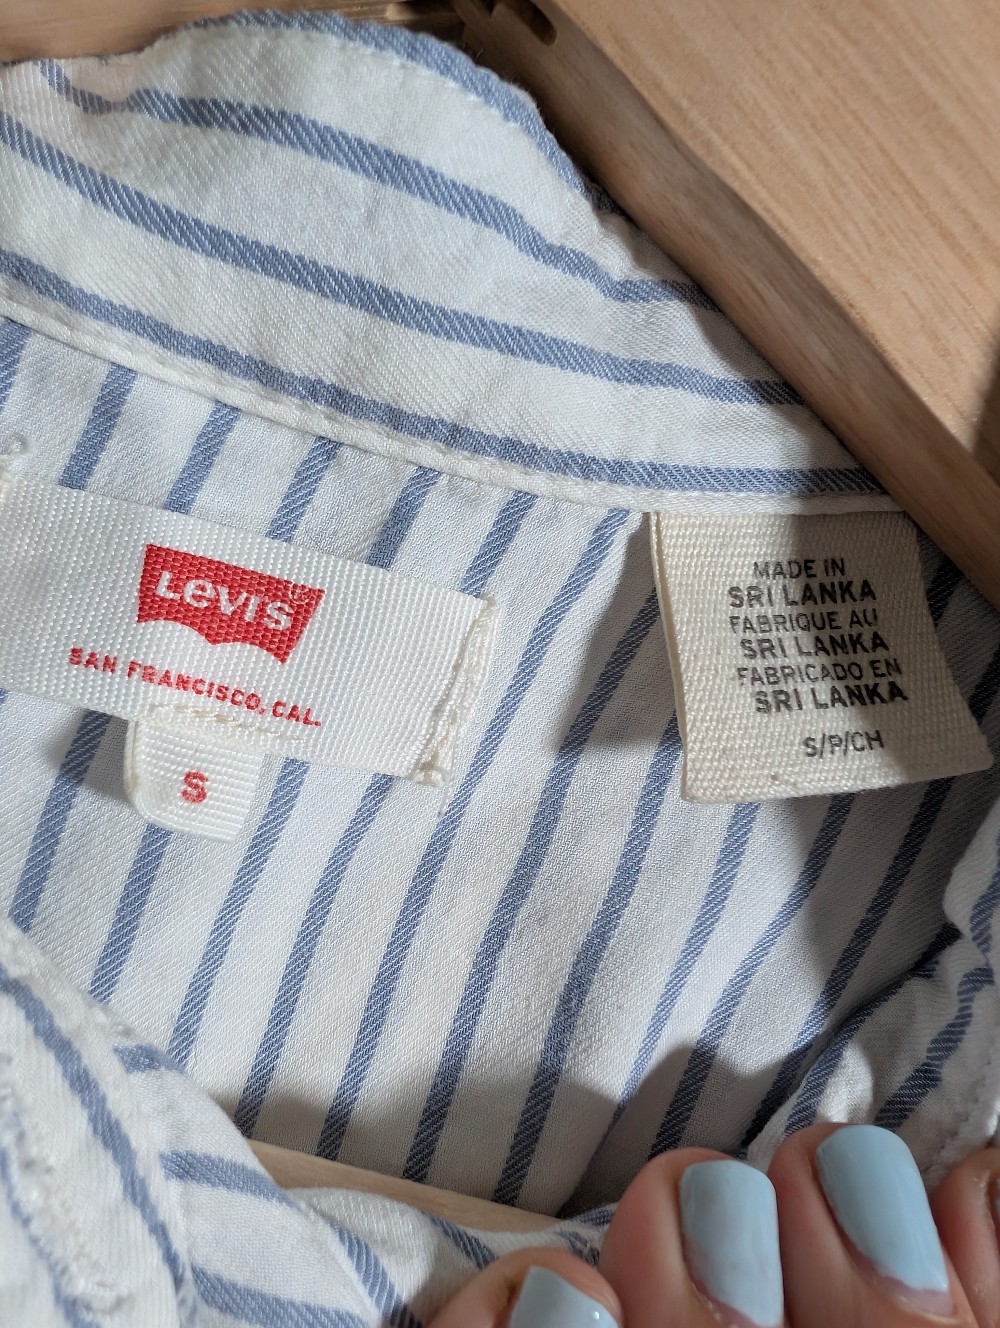 Levi's®
SAN FRANCISCO, CAL.
S
MADE IN
SRI LANKA
FABRIQUE AU
SRI LANKA
FABRICADO EN
SRI LANKA
S/P/CH